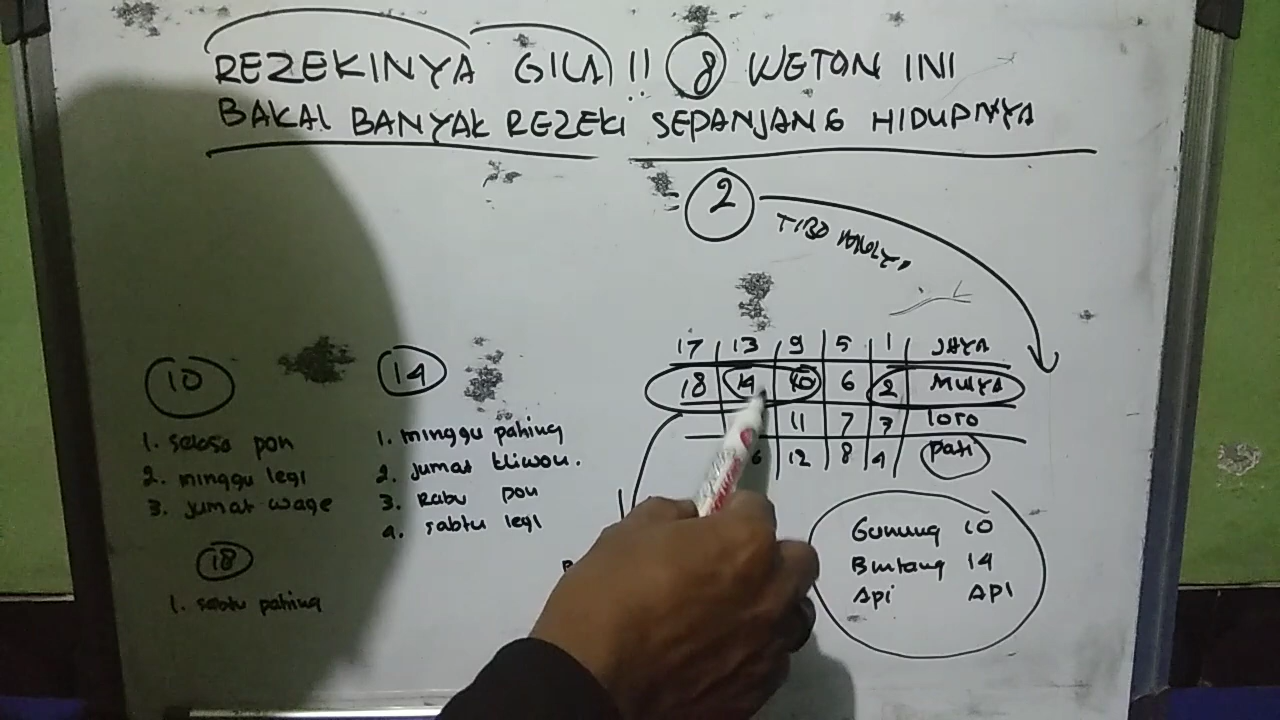 REZEKINYA GILA !! 8 WETON INI
BAKAL BANYAK REZEKI SEPANJANG HIDUPNYA
2
TIBO MULYA
17 13 9 5 1 JAYA
18 14 10 6 2 MULYA
11 7 3 LORO
6 12 8 4 PATI
10
1. selasa pon
2. minggu legi
3. jumat wage
14
1. minggu pahing
2. jumat kliwon.
3. Rabu pon
4. sabtu legi
18
1. sabtu pahing
Gunung 10
Bintang 14
Api API